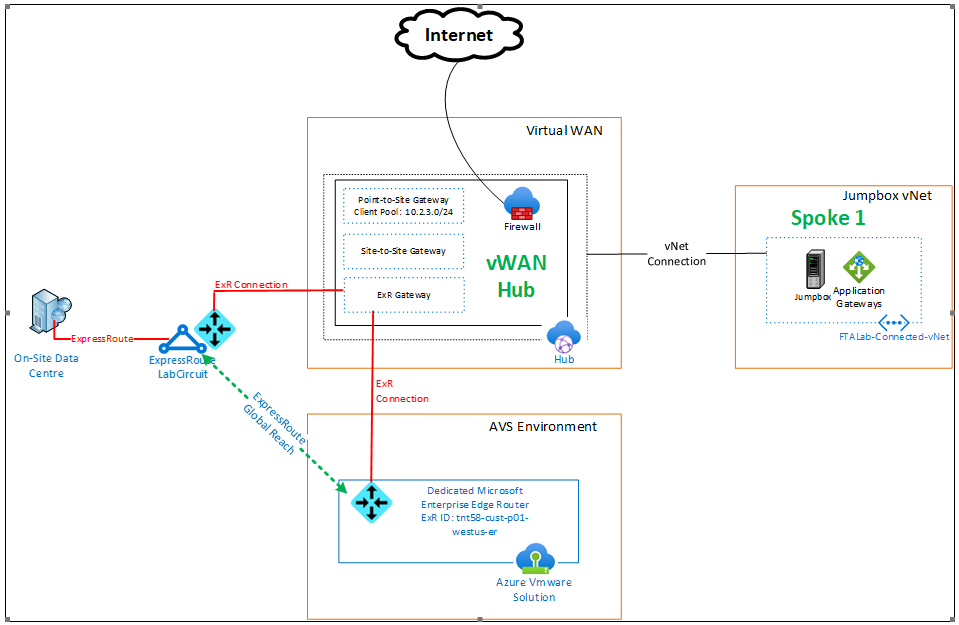 Internet
Virtual WAN
Point-to-Site Gateway
Client Pool: 10.2.3.0/24
Firewall
Site-to-Site Gateway
vWAN
Hub
ExR Gateway
Hub
vNet
Connection
Jumpbox vNet
Spoke 1
Jumpbox
Application
Gateways
FTALab-Connected-vNet
ExR Connection
ExpressRoute
On-Site Data
Centre
ExpressRoute
LabCircuit
ExR
Connection
ExpressRoute
Global Reach
AVS Environment
Dedicated Microsoft
Enterprise Edge Router
ExR ID: tnt58-cust-p01-
westus-er
Azure Vmware
Solution